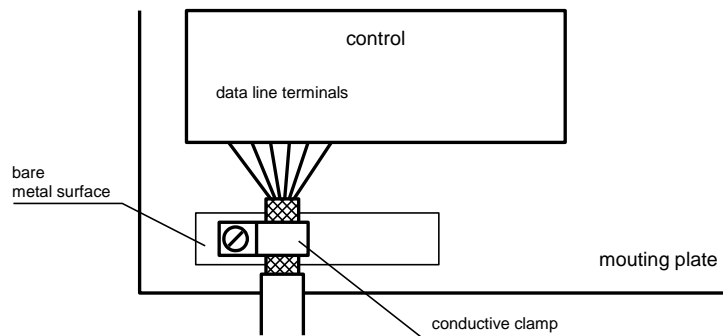 control
data line terminals
bare
metal surface
mouting plate
conductive clamp